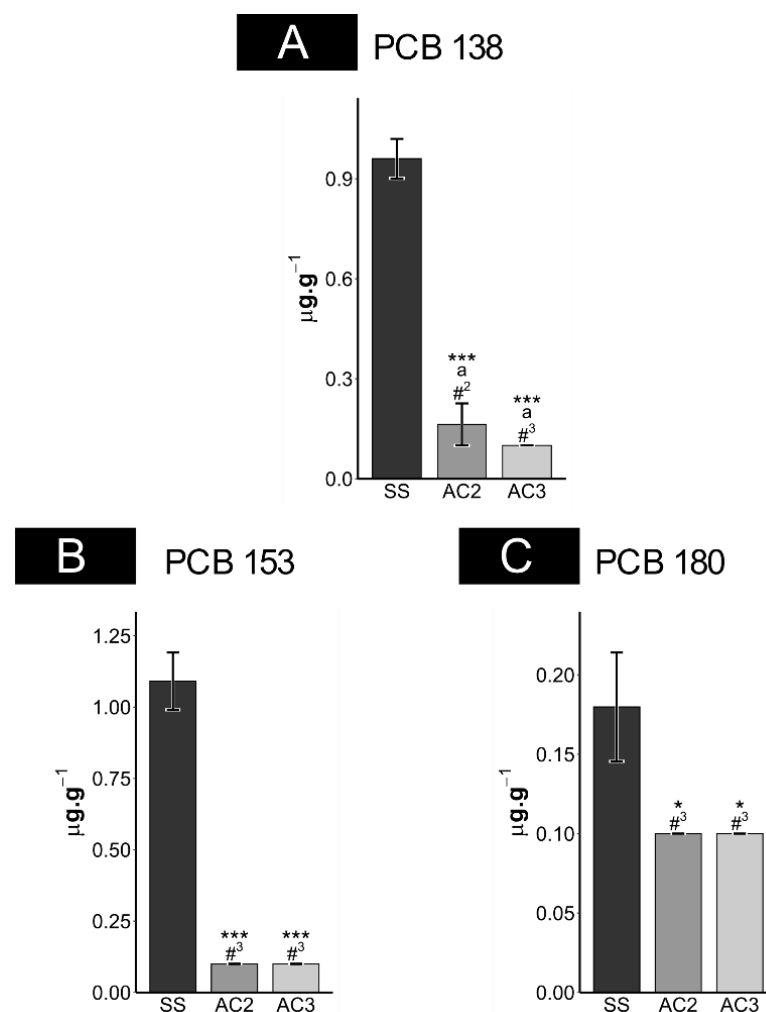 A PCB 138
μg.g⁻¹
0.9
0.6
0.3
0.0
***
a
#²
***
a
#³
SS AC2 AC3
B PCB 153
μg.g⁻¹
1.25
1.00
0.75
0.50
0.25
0.00
*** ***
#³ #³
SS AC2 AC3
C PCB 180
μg.g⁻¹
0.20
0.15
0.10
0.05
0.00
* *
#³ #³
SS AC2 AC3